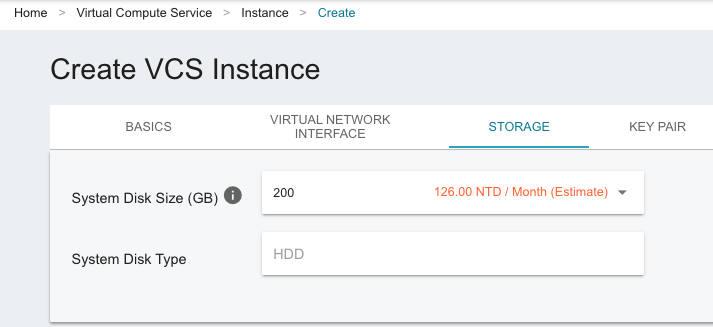 Home > Virtual Compute Service > Instance > Create
Create VCS Instance
BASICS
VIRTUAL NETWORK
INTERFACE
STORAGE
KEY PAIR
System Disk Size (GB) i
200
126.00 NTD / Month (Estimate)
System Disk Type
HDD